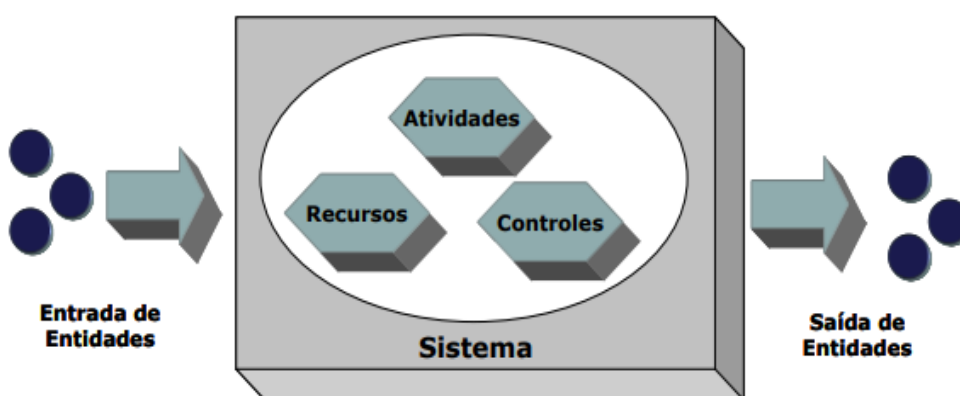 Atividades
Recursos
Controles
Entrada de
Entidades
Sistema
Saída de
Entidades